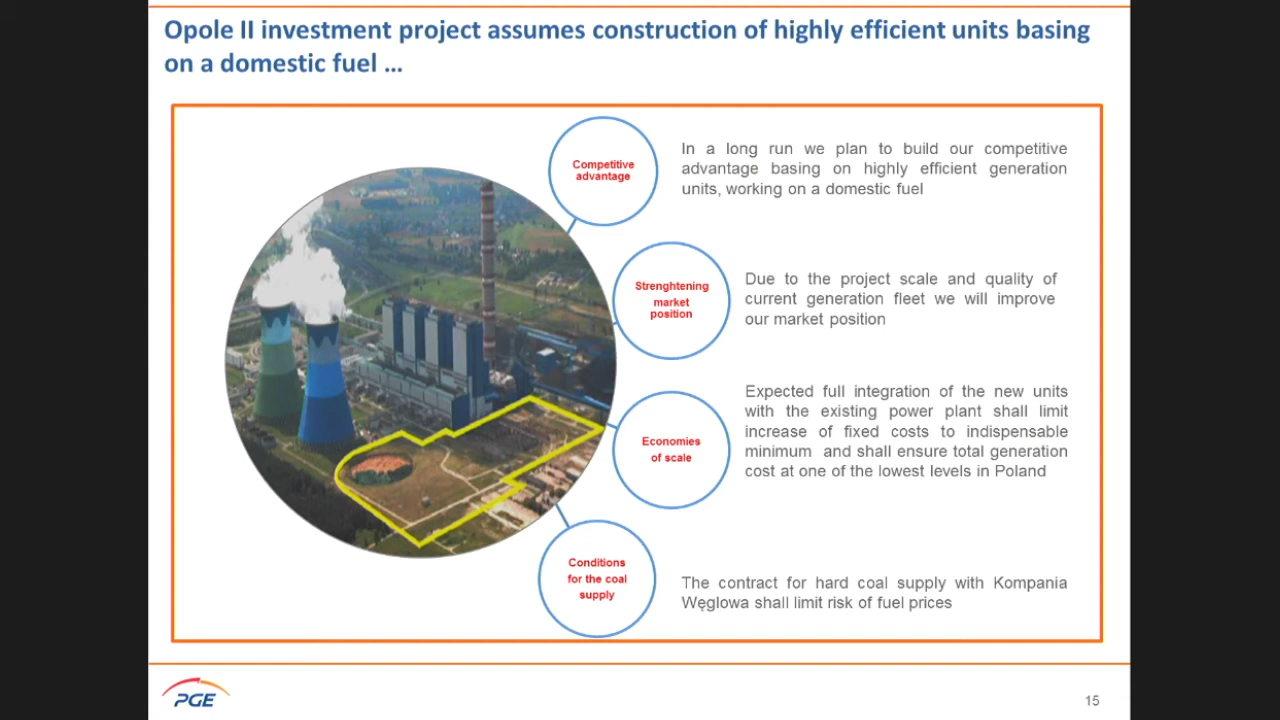 Opole II investment project assumes construction of highly efficient units basing
on a domestic fuel ...
Competitive
advantage
In a long run we plan to build our competitive
advantage basing on highly efficient generation
units, working on a domestic fuel
Strenghtening
market
position
Due to the project scale and quality of
current generation fleet we will improve
our market position
Economies
of scale
Expected full integration of the new units
with the existing power plant shall limit
increase of fixed costs to indispensable
minimum and shall ensure total generation
cost at one of the lowest levels in Poland
Conditions
for the coal
supply
The contract for hard coal supply with Kompania
Węglowa shall limit risk of fuel prices
PGE
15